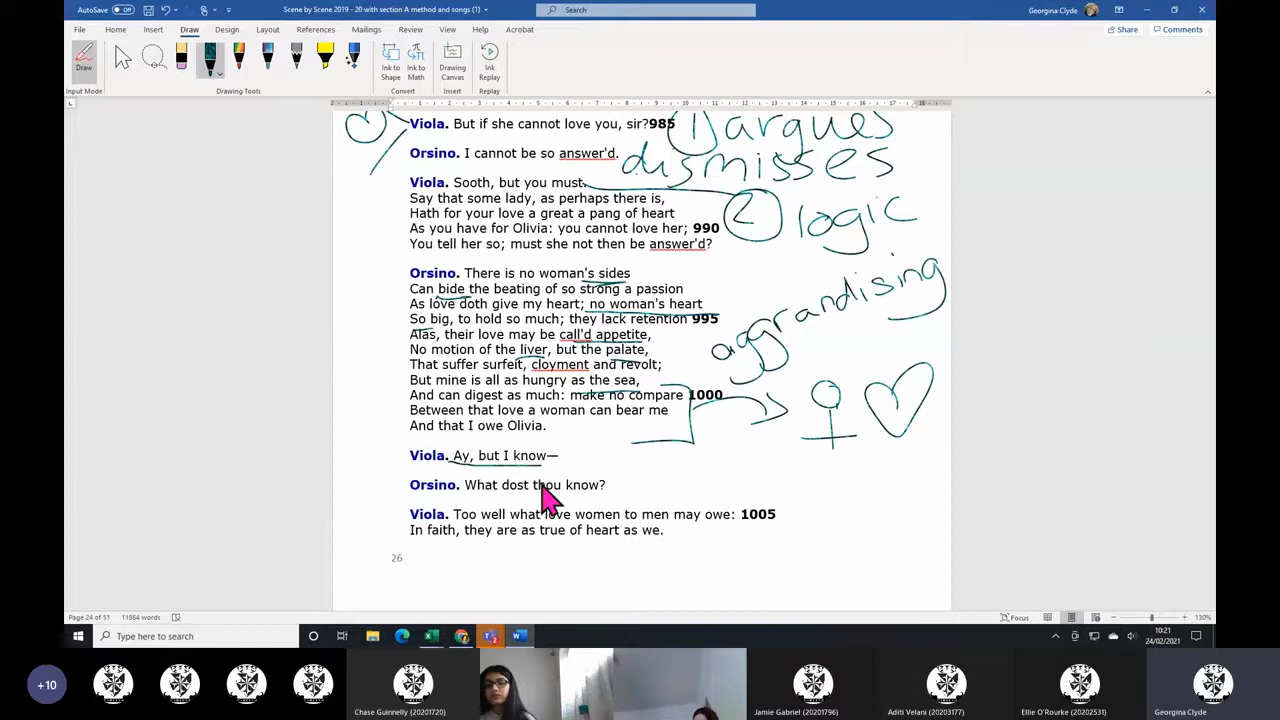 AutoSave Off
Scene by Scene 2019 - 20 with section A method and songs (1)
Search
Georgina Clyde
File Home Insert Draw Design Layout References Mailings Review View Help Acrobat
Share Comments
Draw
Ink to Shape
Ink to Math
Drawing Canvas
Ink Replay
Input Mode
Drawing Tools
Convert
Insert
Replay
Viola. But if she cannot love you, sir?985
1) argues
Orsino. I cannot be so answer'd.
dismisses
Viola. Sooth, but you must.
Say that some lady, as perhaps there is,
Hath for your love a great a pang of heart
2 logic
As you have for Olivia: you cannot love her; 990
You tell her so; must she not then be answer'd?
Orsino. There is no woman's sides
Can bide the beating of so strong a passion
aggrandising
As love doth give my heart; no woman's heart
So big, to hold so much; they lack retention 995
Alas, their love may be call'd appetite,
No motion of the liver, but the palate,
That suffer surfeit, cloyment and revolt;
But mine is all as hungry as the sea,
And can digest as much: make no compare 1000
Between that love a woman can bear me
And that I owe Olivia.
Viola. Ay, but I know—
Orsino. What dost thou know?
Viola. Too well what love women to men may owe: 1005
In faith, they are as true of heart as we.
26
Page 24 of 51 11864 words
Focus
130%
Type here to search
10:21
24/02/2021
+10
Chase Guinnelly (20201720)
Jamie Gabriel (20201796)
Aditi Velani (20203177)
Ellie O'Rourke (20202531)
Georgina Clyde